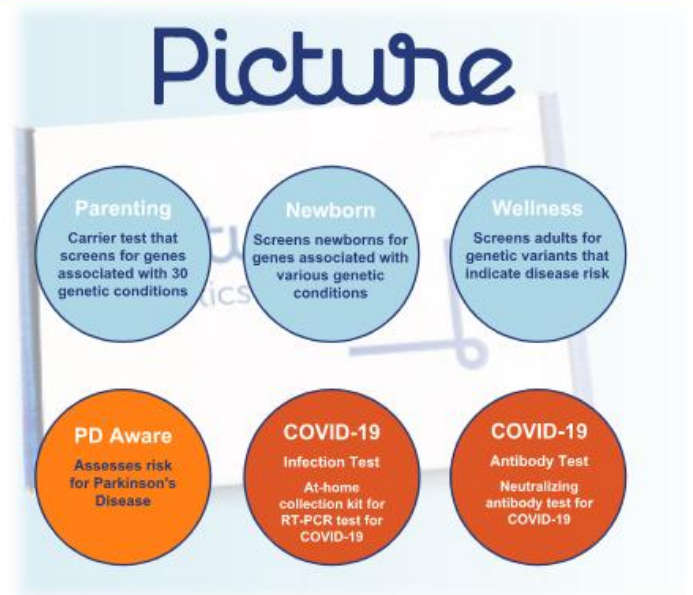 Picture
Parenting
Carrier test that
screens for genes
associated with 30
genetic conditions
Newborn
Screens newborns for
genes associated with
various genetic
conditions
Wellness
Screens adults for
genetic variants that
indicate disease risk
PD Aware
Assesses risk
for Parkinson's
Disease
COVID-19
Infection Test
At-home
collection kit for
RT-PCR test for
COVID-19
COVID-19
Antibody Test
Neutralizing
antibody test for
COVID-19